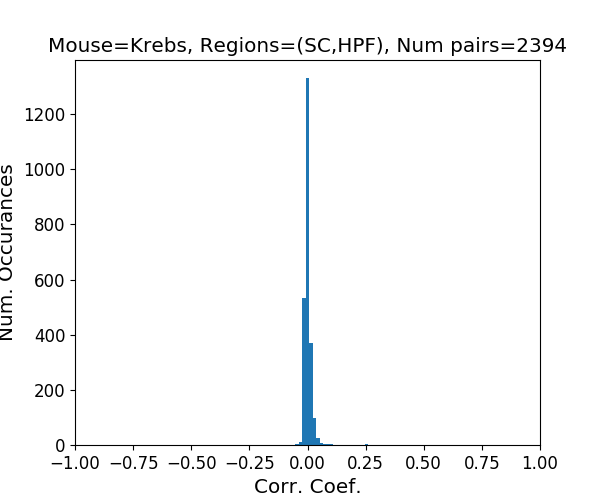 Mouse=Krebs, Regions=(SC,HPF), Num pairs=2394
Num. Occurances
1200
1000
800
600
400
200
0
−1.00 −0.75 −0.50 −0.25 0.00 0.25 0.50 0.75 1.00
Corr. Coef.